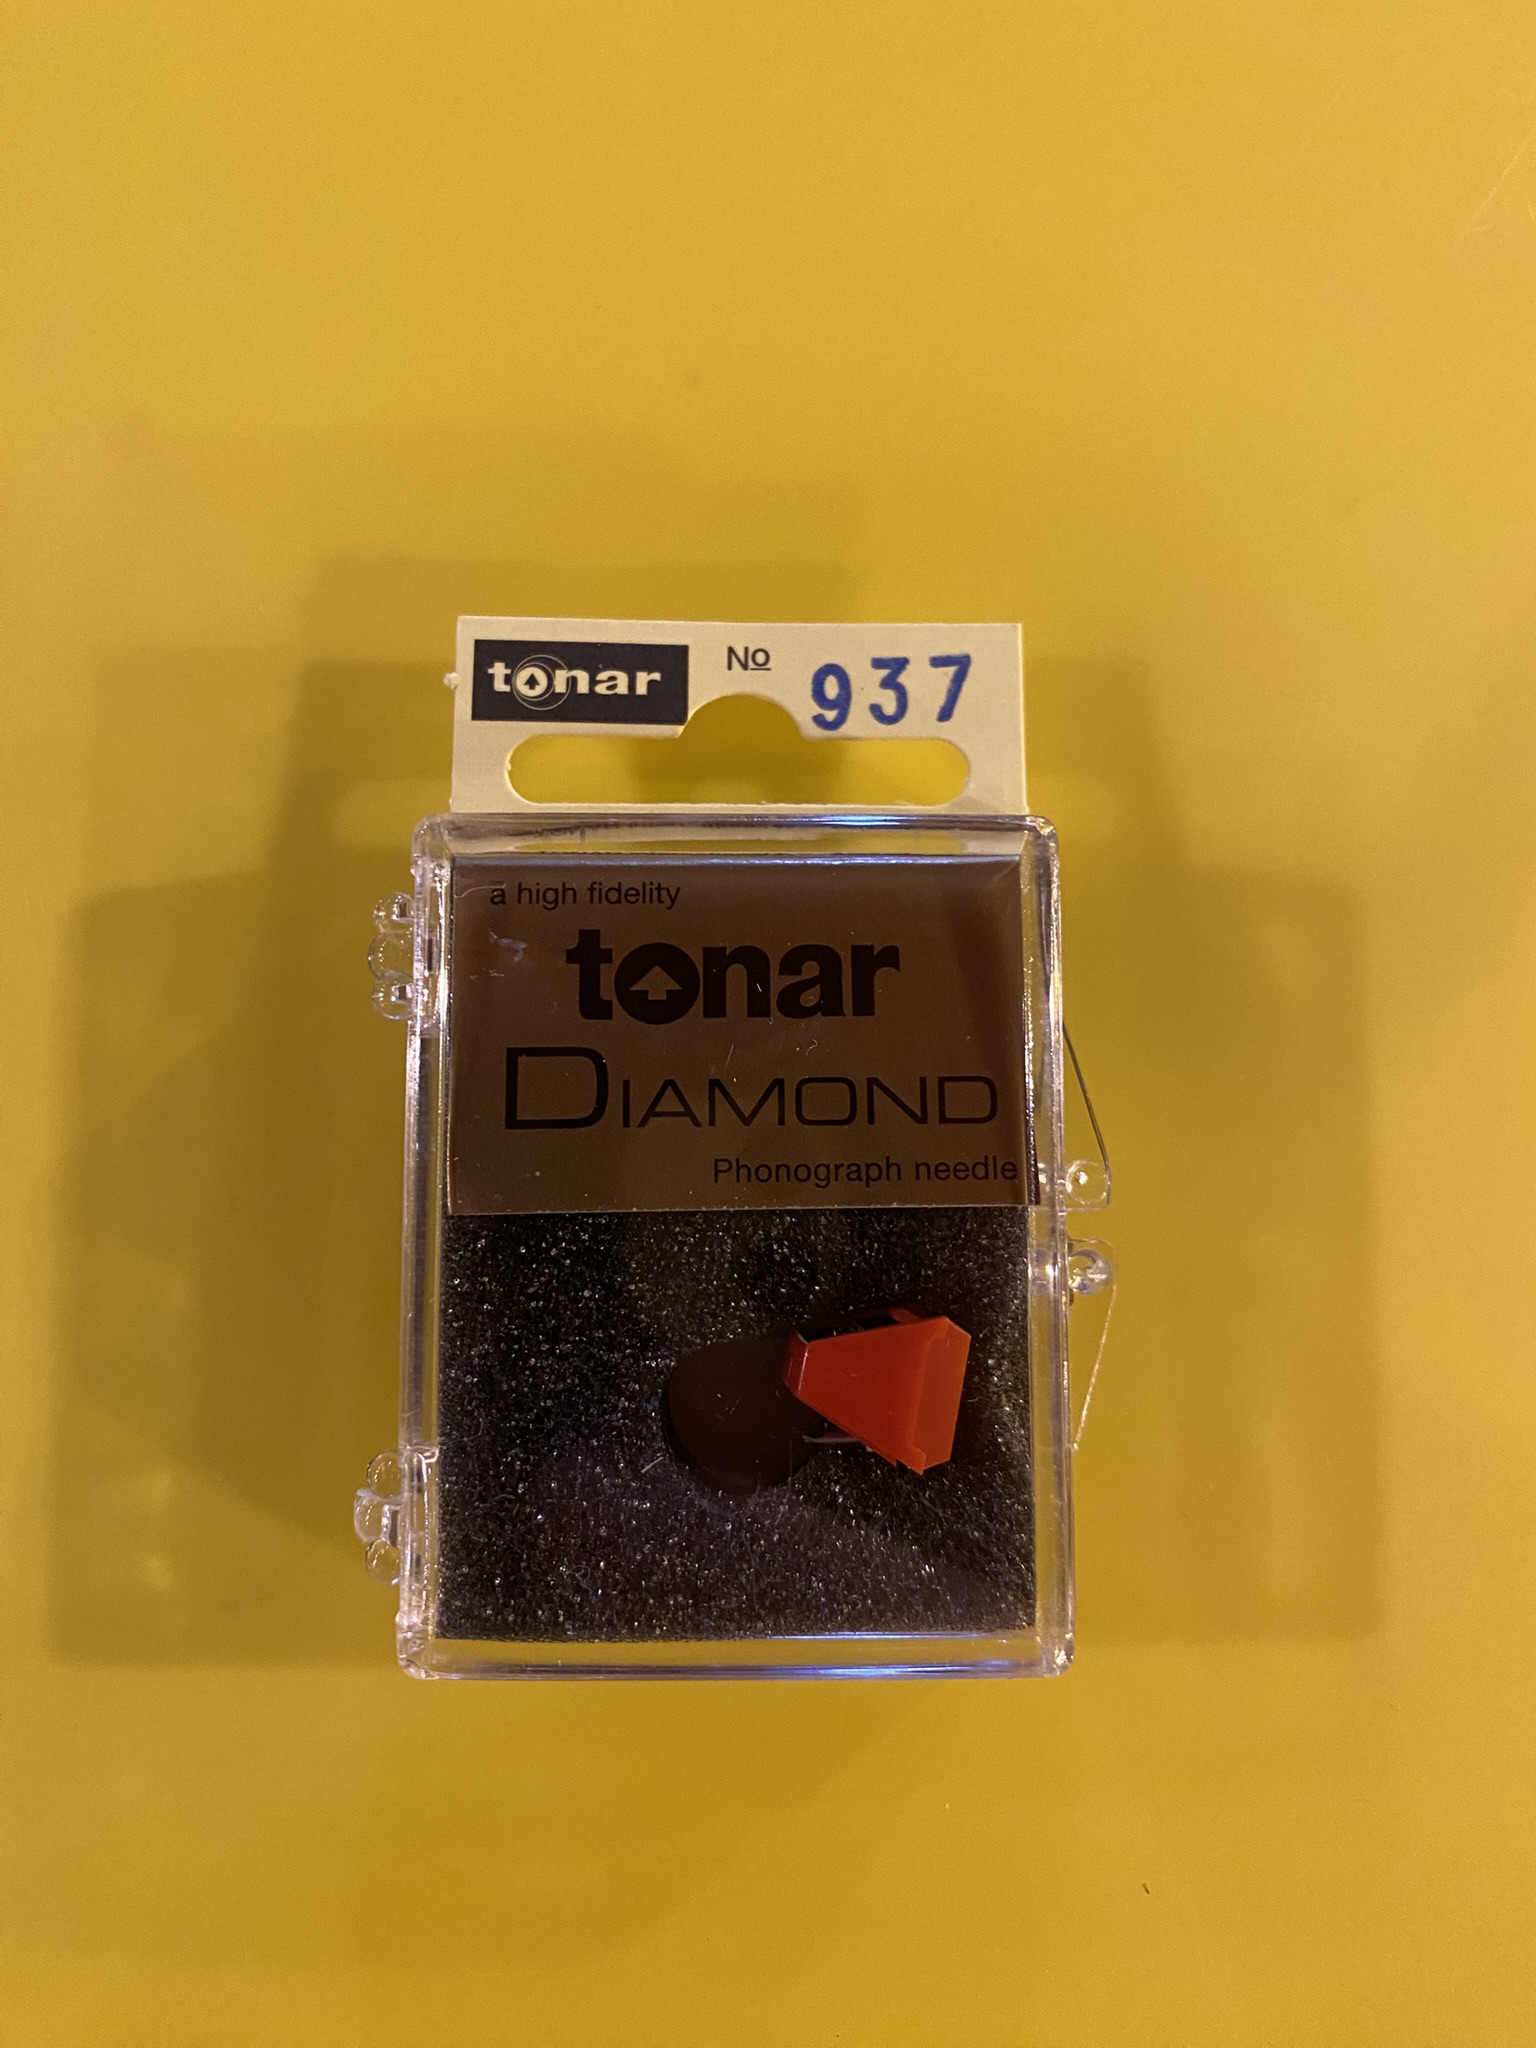 tonar No 937
a high fidelity
tonar
DIAMOND
Phonograph needle